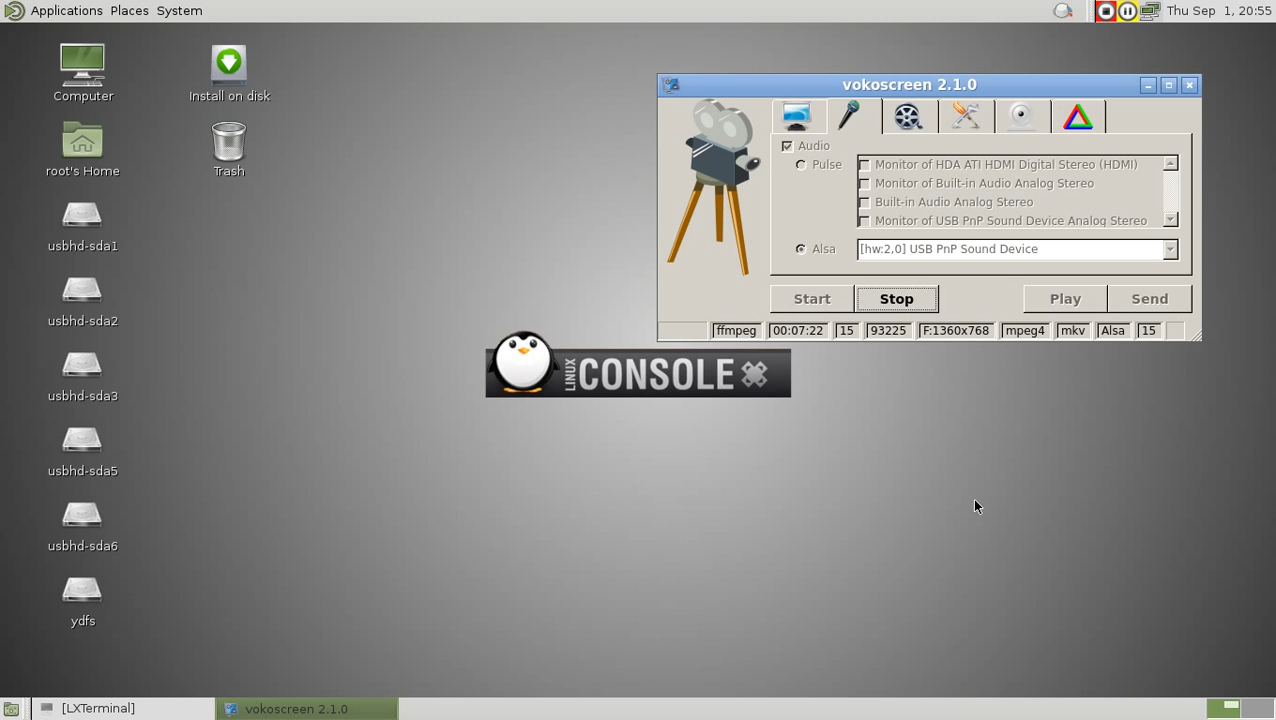 Applications Places System
Thu Sep 1, 20:55
Computer
Install on disk
root's Home
Trash
usbhd-sda1
usbhd-sda2
usbhd-sda3
usbhd-sda5
usbhd-sda6
ydfs
vokoscreen 2.1.0
Audio
Pulse
Monitor of HDA ATI HDMI Digital Stereo (HDMI)
Monitor of Built-in Audio Analog Stereo
Built-in Audio Analog Stereo
Monitor of USB PnP Sound Device Analog Stereo
Alsa
[hw:2,0] USB PnP Sound Device
Start Stop Play Send
ffmpeg 00:07:22 15 93225 F:1360x768 mpeg4 mkv Alsa 15
LINUX CONSOLE
[LXTerminal]
vokoscreen 2.1.0